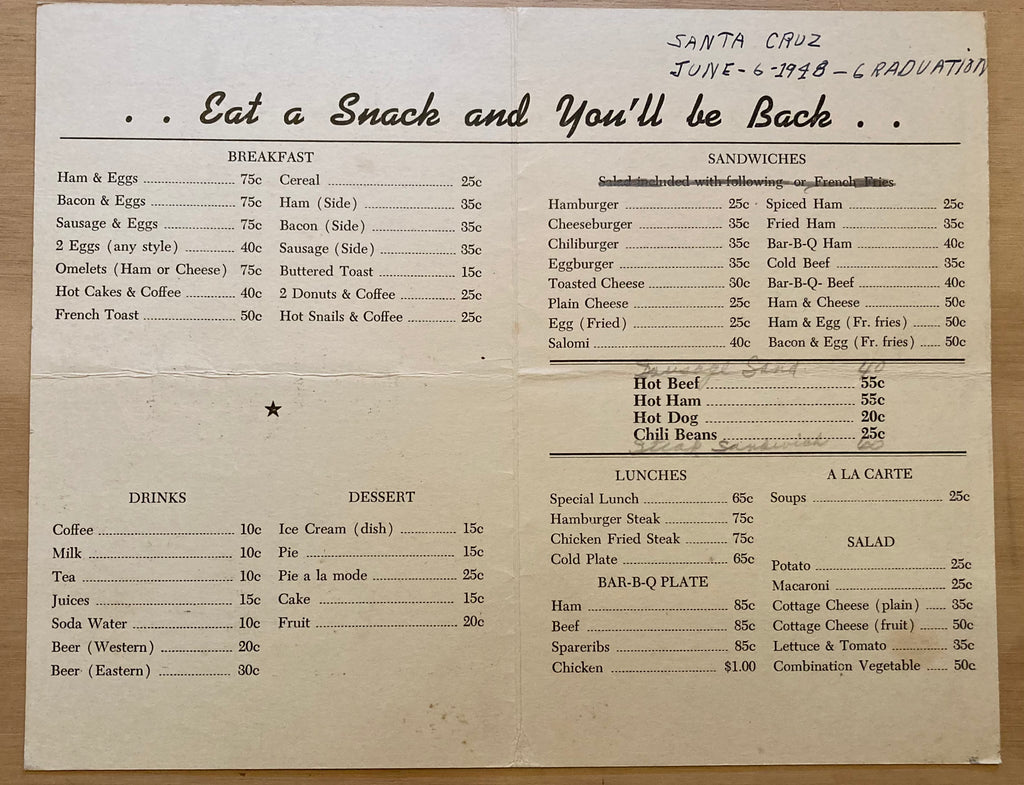 SANTA CRUZ
JUNE-6-1948-GRADUATION
. . Eat a Snack and You'll be Back . .
BREAKFAST
Ham & Eggs 75c
Bacon & Eggs 75c
Sausage & Eggs 75c
2 Eggs (any style) 40c
Omelets (Ham or Cheese) 75c
Hot Cakes & Coffee 40c
French Toast 50c
Cereal 25c
Ham (Side) 35c
Bacon (Side) 35c
Sausage (Side) 35c
Buttered Toast 15c
2 Donuts & Coffee 25c
Hot Snails & Coffee 25c
DRINKS
Coffee 10c
Milk 10c
Tea 10c
Juices 15c
Soda Water 10c
Beer (Western) 20c
Beer (Eastern) 30c
DESSERT
Ice Cream (dish) 15c
Pie 15c
Pie a la mode 25c
Cake 15c
Fruit 20c
SANDWICHES
Salad included with following or French Fries
Hamburger 25c
Cheeseburger 35c
Chiliburger 35c
Eggburger 35c
Toasted Cheese 30c
Plain Cheese 25c
Egg (Fried) 25c
Salomi 40c
Spiced Ham 25c
Fried Ham 35c
Bar-B-Q Ham 40c
Cold Beef 35c
Bar-B-Q- Beef 40c
Ham & Cheese 50c
Ham & Egg (Fr. fries) 50c
Bacon & Egg (Fr. fries) 50c
Sausage Sand 40
Hot Beef 55c
Hot Ham 55c
Hot Dog 20c
Chili Beans 25c
Steak Sandwich 60
LUNCHES
Special Lunch 65c
Hamburger Steak 75c
Chicken Fried Steak 75c
Cold Plate 65c
BAR-B-Q PLATE
Ham 85c
Beef 85c
Spareribs 85c
Chicken $1.00
A LA CARTE
Soups 25c
SALAD
Potato 25c
Macaroni 25c
Cottage Cheese (plain) 35c
Cottage Cheese (fruit) 50c
Lettuce & Tomato 35c
Combination Vegetable 50c